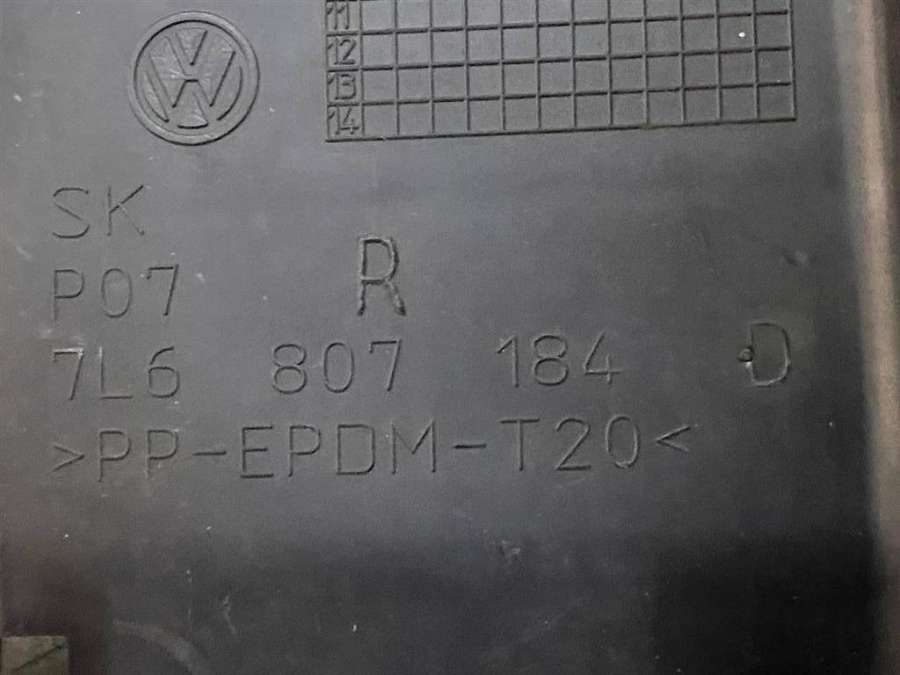 11
12
13
14
SK
P07 R
7L6 807 184 D
>PP-EPDM-T20<